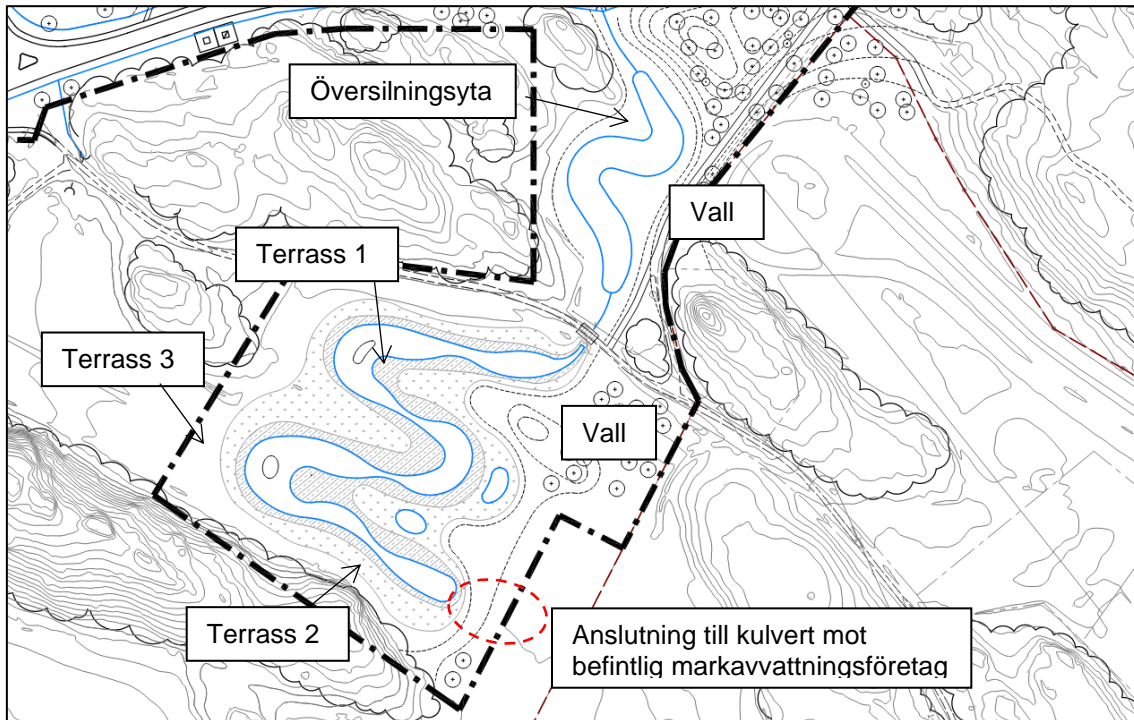 Översilningsyta
Vall
Terrass 1
Terrass 3
Vall
Terrass 2
Anslutning till kulvert mot
befintlig markavvattningsföretag